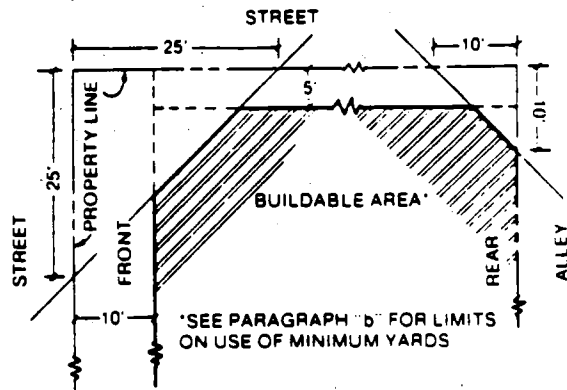 STREET
25'
10'
5'
10'
PROPERTY LINE
25'
STREET
FRONT
BUILDABLE AREA*
REAR
ALLEY
10'
*SEE PARAGRAPH "b" FOR LIMITS
ON USE OF MINIMUM YARDS